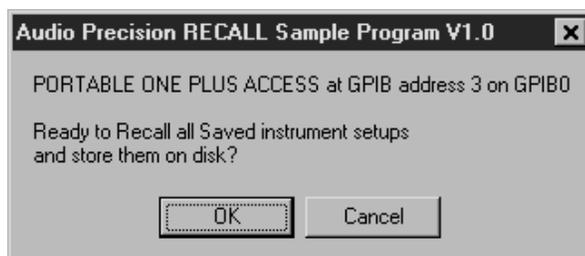 Audio Precision RECALL Sample Program V1.0
PORTABLE ONE PLUS ACCESS at GPIB address 3 on GPIB0
Ready to Recall all Saved instrument setups
and store them on disk?
OK
Cancel